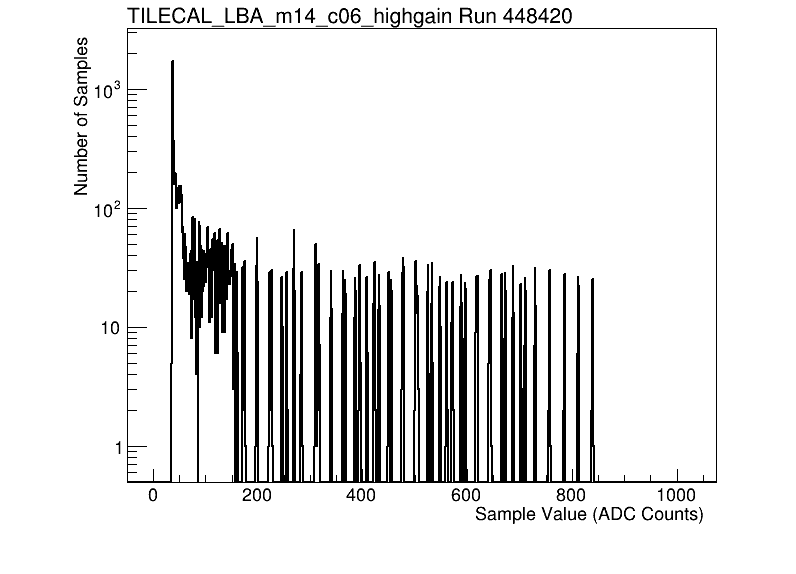 TILECAL_LBA_m14_c06_highgain Run 448420
Number of Samples
10³
10²
10
1
0 200 400 600 800 1000
Sample Value (ADC Counts)